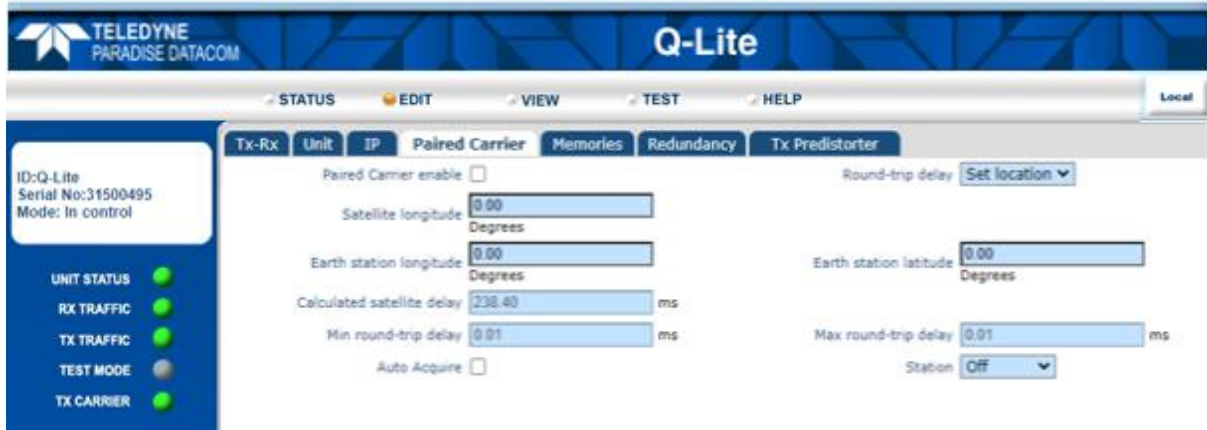 TELEDYNE
PARADISE DATACOM
Q-Lite
STATUS EDIT VIEW TEST HELP Local
Tx-Rx Unit IP Paired Carrier Memories Redundancy Tx Predistorter
ID:Q-Lite
Serial No:31500495
Mode: In control
UNIT STATUS
RX TRAFFIC
TX TRAFFIC
TEST MODE
TX CARRIER
Paired Carrier enable Round-trip delay Set location
Satellite longitude 0.00
Degrees
Earth station longitude 0.00 Earth station latitude 0.00
Degrees Degrees
Calculated satellite delay 238.40 ms
Min round-trip delay 0.01 ms Max round-trip delay 0.01 ms
Auto Acquire Station Off